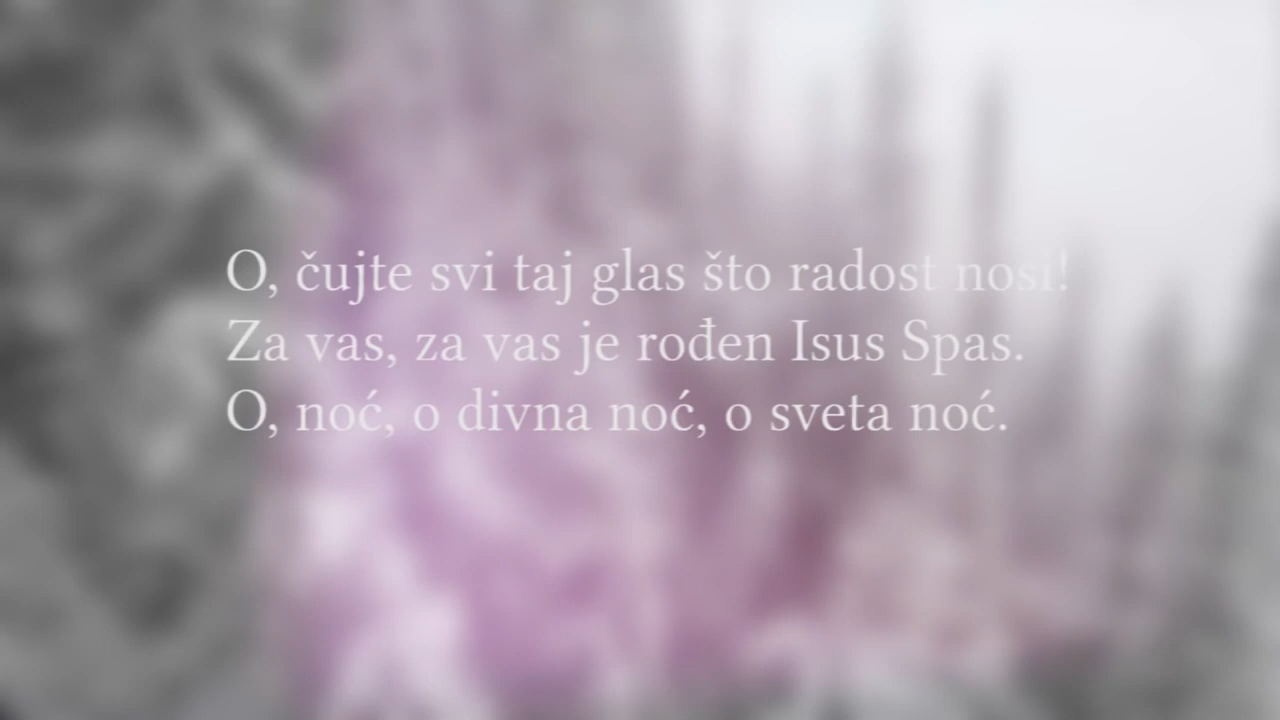 O, čujte svi taj glas što radost nosi!
Za vas, za vas je rođen Isus Spas.
O, noć, o divna noć, o sveta noć.